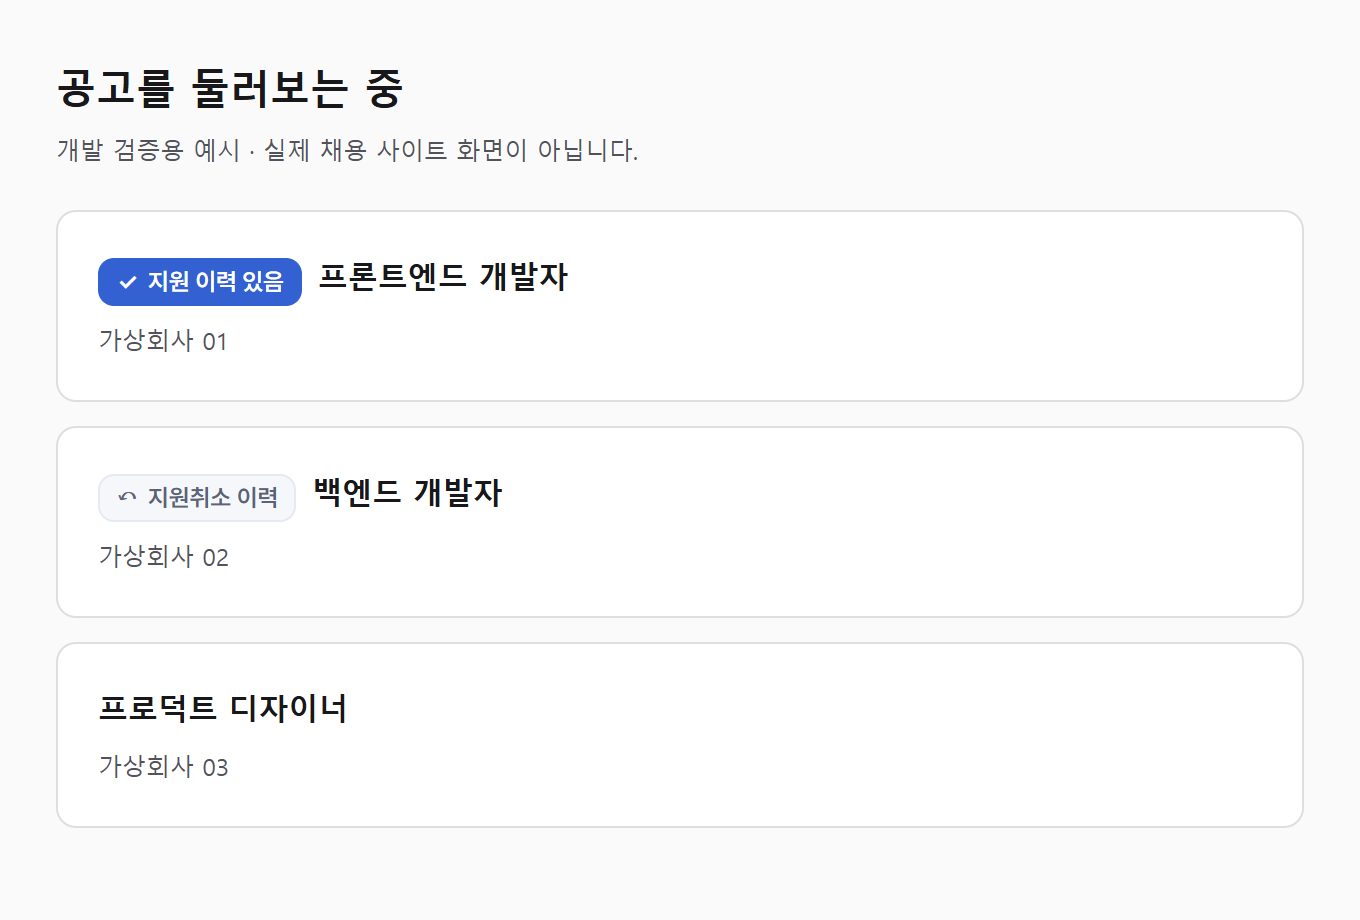 공고를 둘러보는 중
개발 검증용 예시 · 실제 채용 사이트 화면이 아닙니다.
✓ 지원 이력 있음 프론트엔드 개발자
가상회사 01
↶ 지원취소 이력 백엔드 개발자
가상회사 02
프로덕트 디자이너
가상회사 03